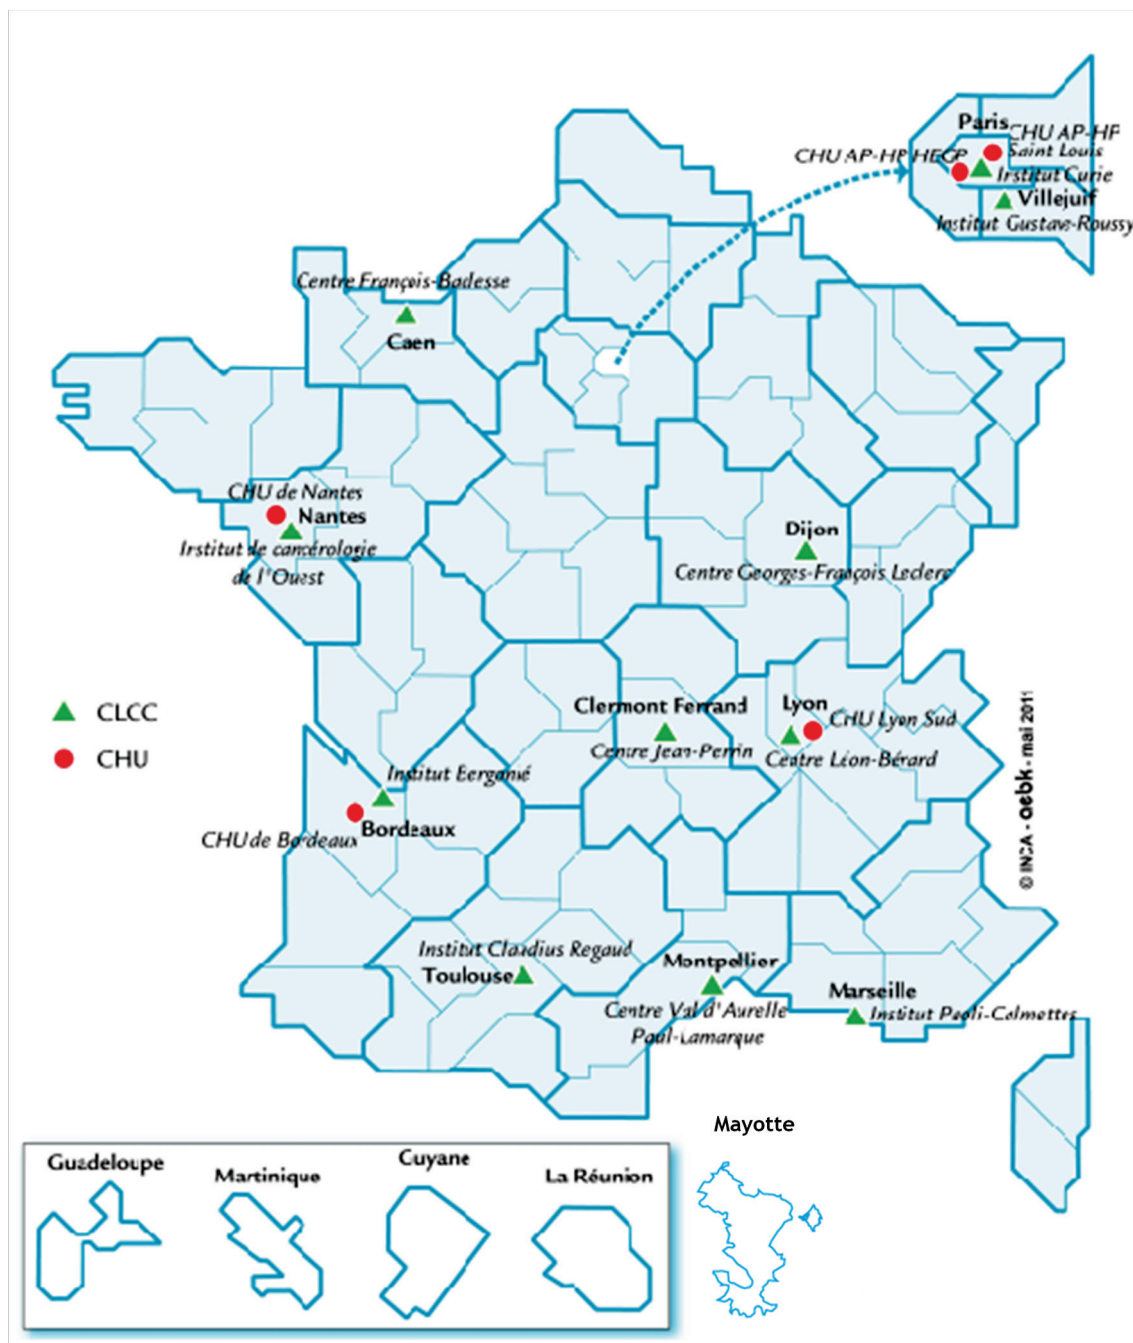 Paris
CHU AP-HP
CHU AP-HP HEGP
Saint Louis
Institut Curie
Villejuif
Institut Gustave-Roussy
Centre François-Baclesse
Caen
CHU de Nantes
Nantes
Institut de cancérologie
de l'Ouest
Dijon
Centre Georges-François Leclerc
Clermont Ferrand
Centre Jean-Perrin
Lyon
CHU Lyon Sud
Centre Léon-Bérard
CLCC
CHU
Institut Bergonié
Bordeaux
CHU de Bordeaux
Institut Claudius Regaud
Toulouse
Montpellier
Centre Val d'Aurelle
Paul-Lamarque
Marseille
Institut Paoli-Calmettes
© INCA - aebk - mai 2011
Mayotte
Guadeloupe
Martinique
Guyane
La Réunion